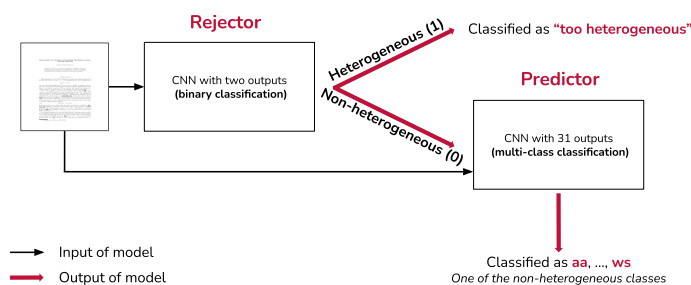 Rejector
CNN with two outputs
(binary classification)
Heterogeneous (1)
Non-heterogeneous (0)
Classified as “too heterogeneous”
Predictor
CNN with 31 outputs
(multi-class classification)
Classified as aa, ..., ws
One of the non-heterogeneous classes
Input of model
Output of model